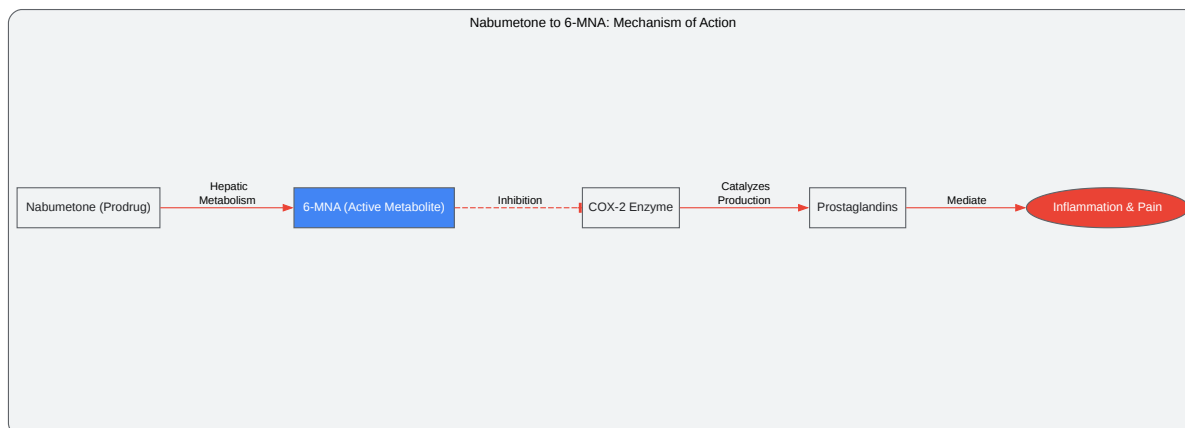 Nabumetone to 6-MNA: Mechanism of Action
Nabumetone (Prodrug)
Hepatic
Metabolism
6-MNA (Active Metabolite)
Inhibition
COX-2 Enzyme
Catalyzes
Production
Prostaglandins
Mediate
Inflammation & Pain